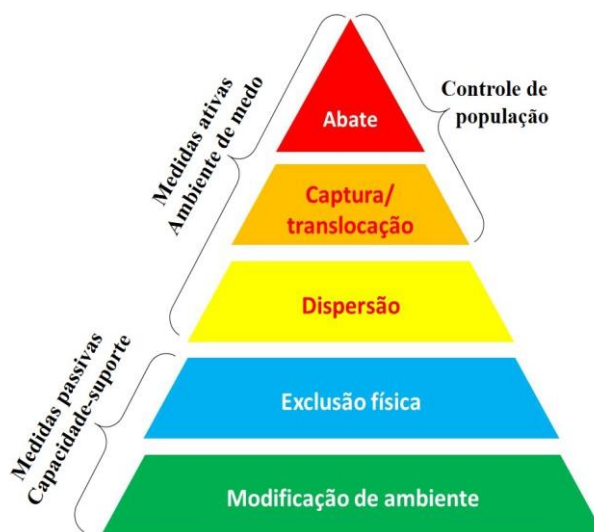 Medidas ativas
Ambiente de medo
Controle de
população
Abate
Captura/
translocação
Dispersão
Medidas passivas
Capacidade-suporte
Exclusão física
Modificação de ambiente